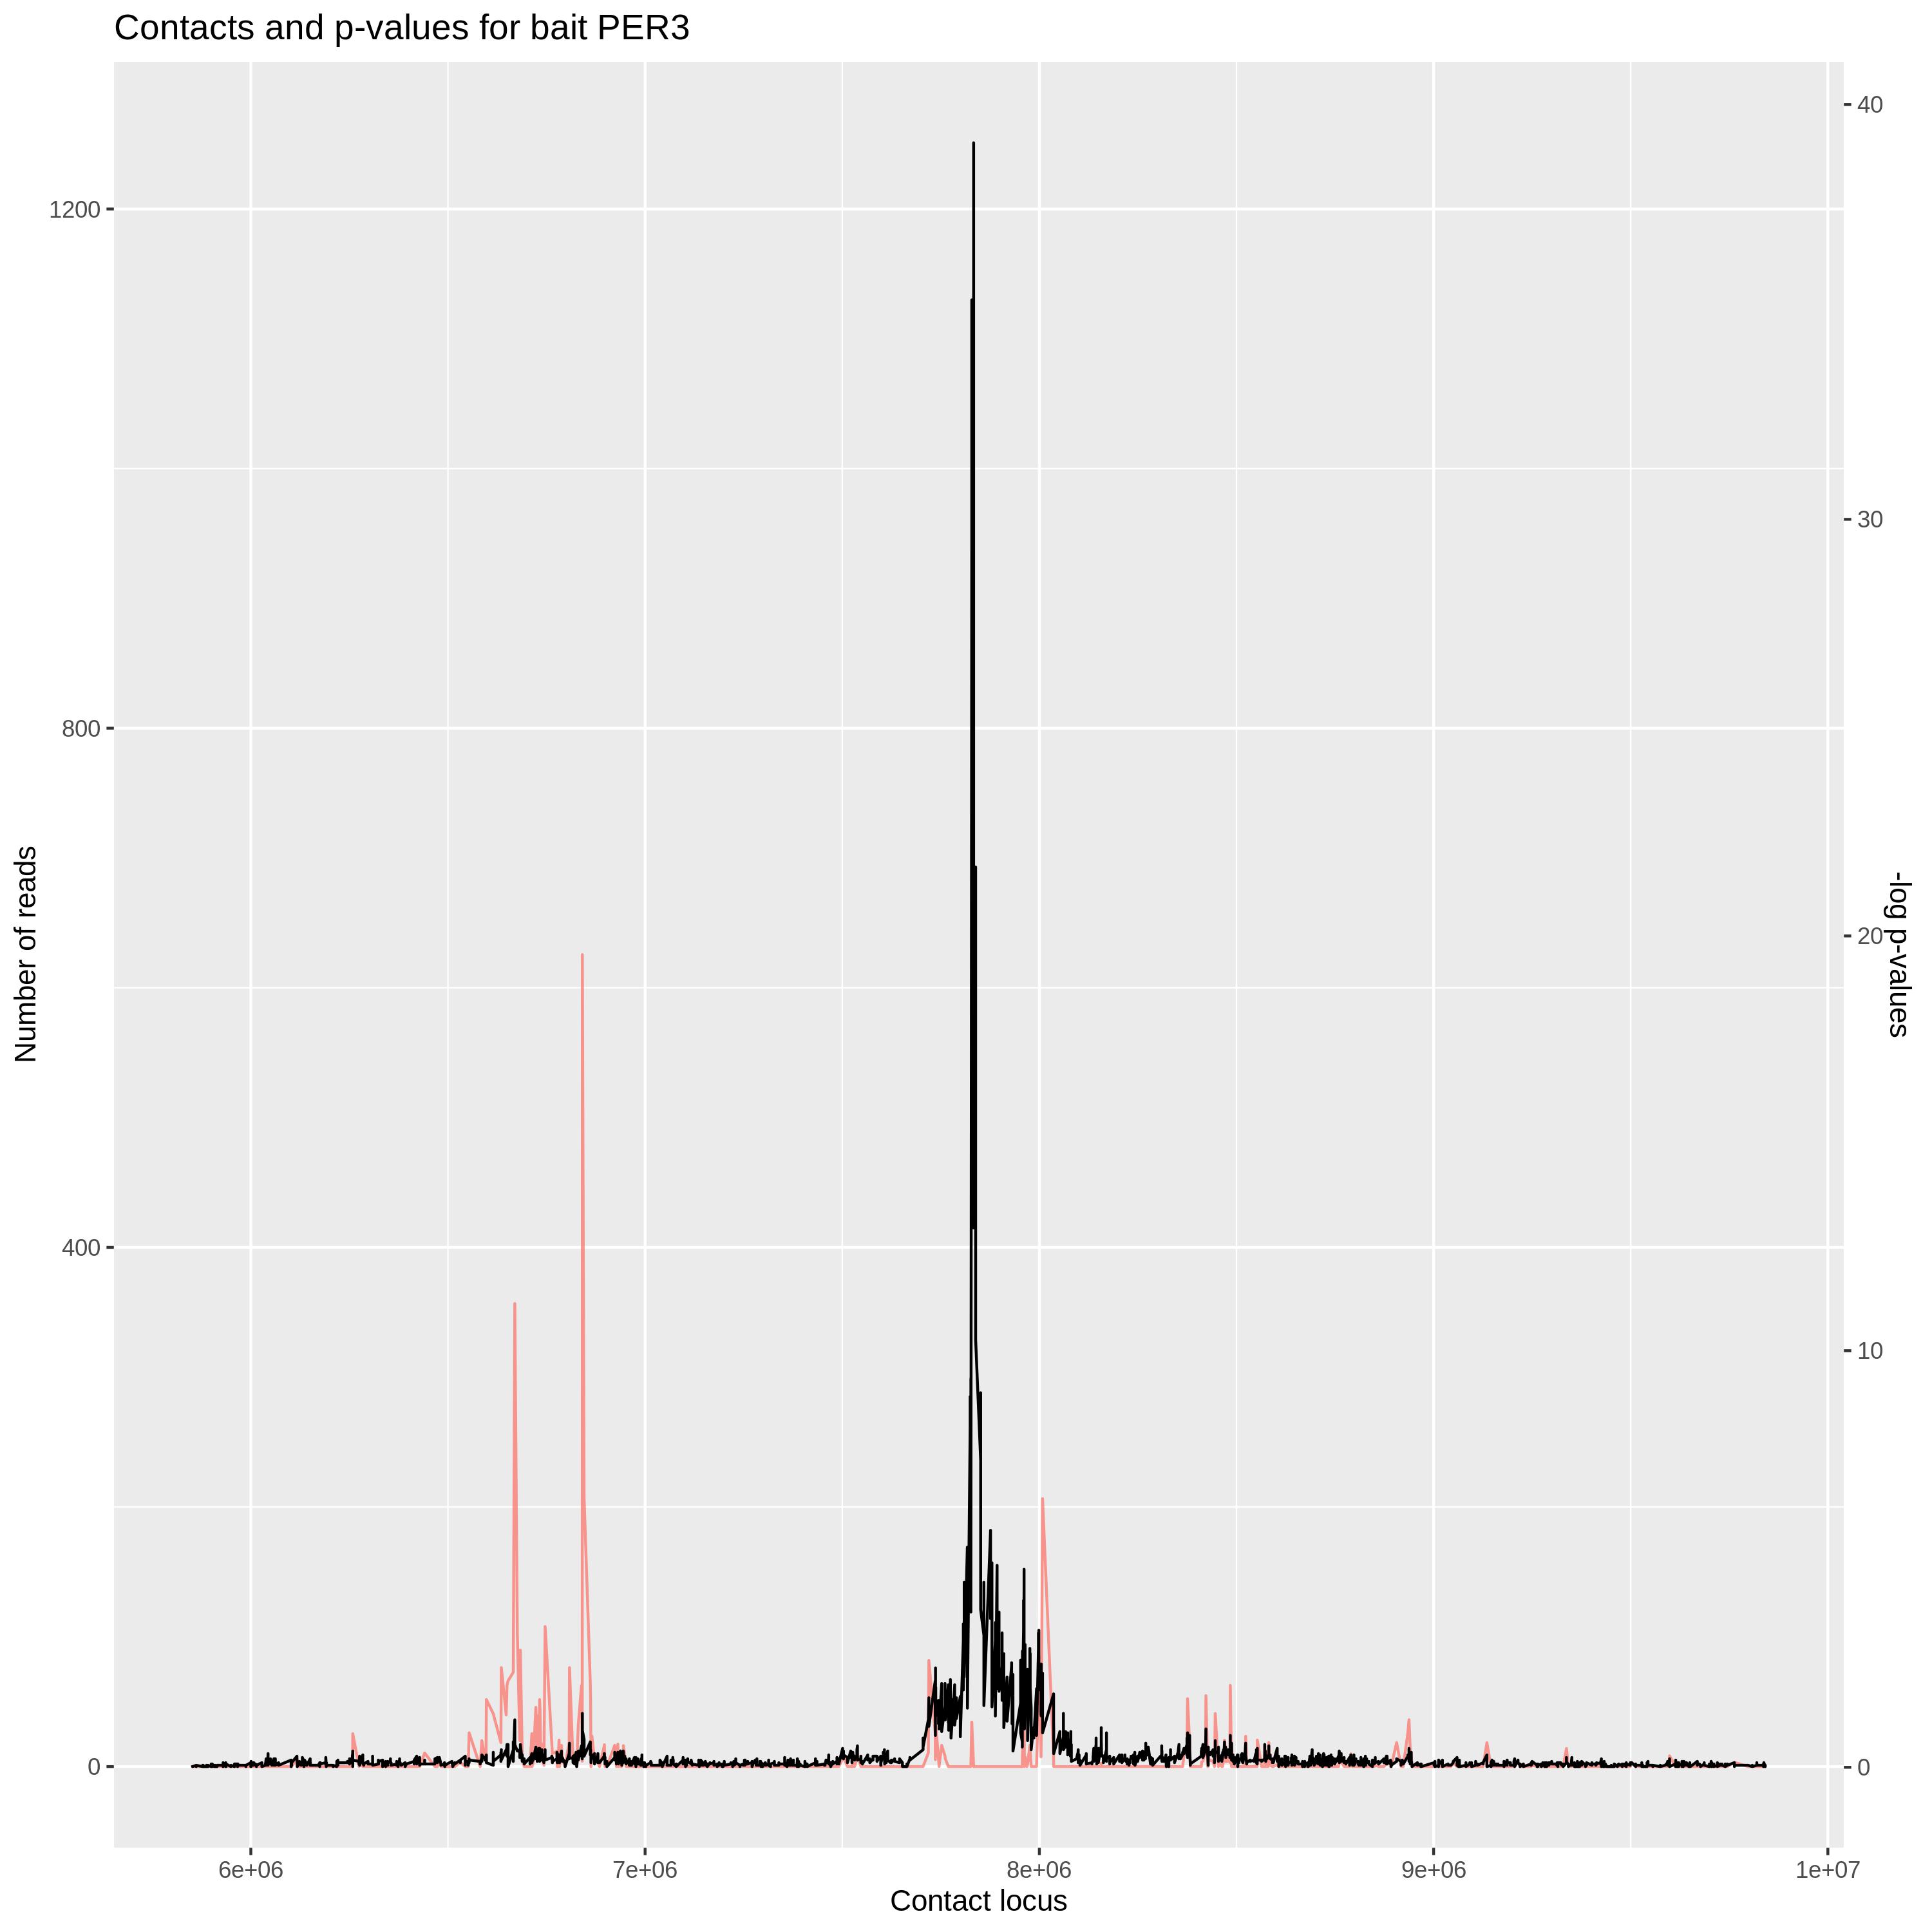 Contacts and p-values for bait PER3
1200
800
400
0
Number of reads
40
30
20
10
0
-log p-values
6e+06
7e+06
8e+06
9e+06
1e+07
Contact locus